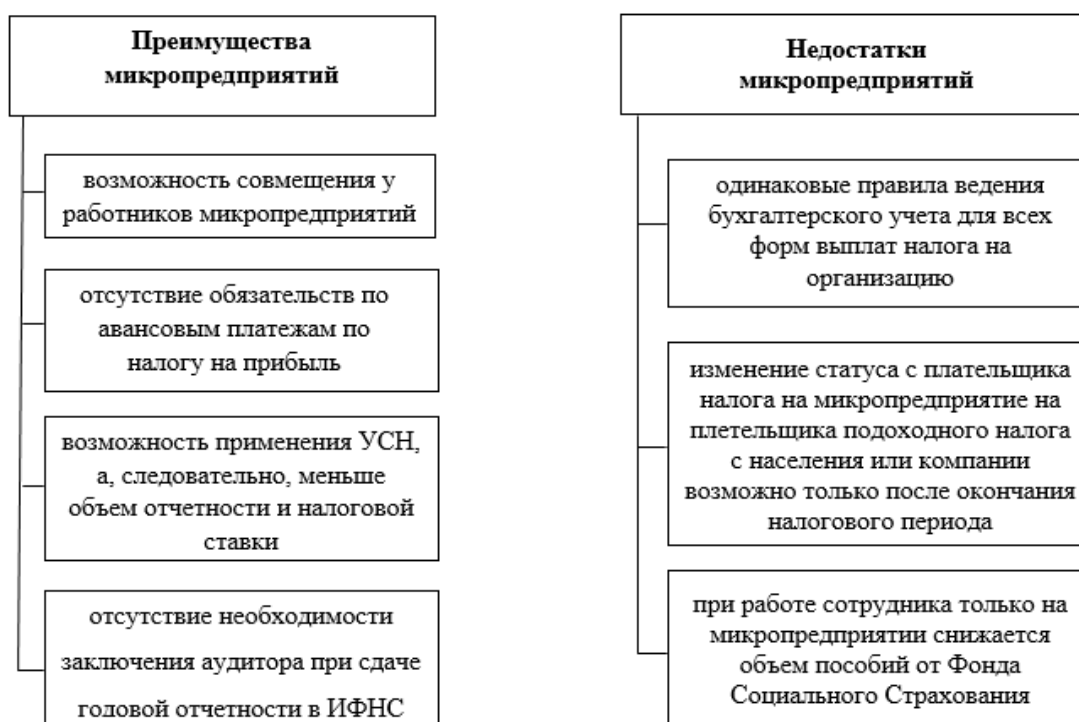 Преимущества
микропредприятий
возможность совмещения у
работников микропредприятий
отсутствие обязательств по
авансовым платежам по
налогу на прибыль
возможность применения УСН,
а, следовательно, меньше
объем отчетности и налоговой
ставки
отсутствие необходимости
заключения аудитора при сдаче
годовой отчетности в ИФНС
Недостатки
микропредприятий
одинаковые правила ведения
бухгалтерского учета для всех
форм выплат налога на
организацию
изменение статуса с плательщика
налога на микропредприятие на
плетельщика подоходного налога
с населения или компании
возможно только после окончания
налогового периода
при работе сотрудника только на
микропредприятии снижается
объем пособий от Фонда
Социального Страхования